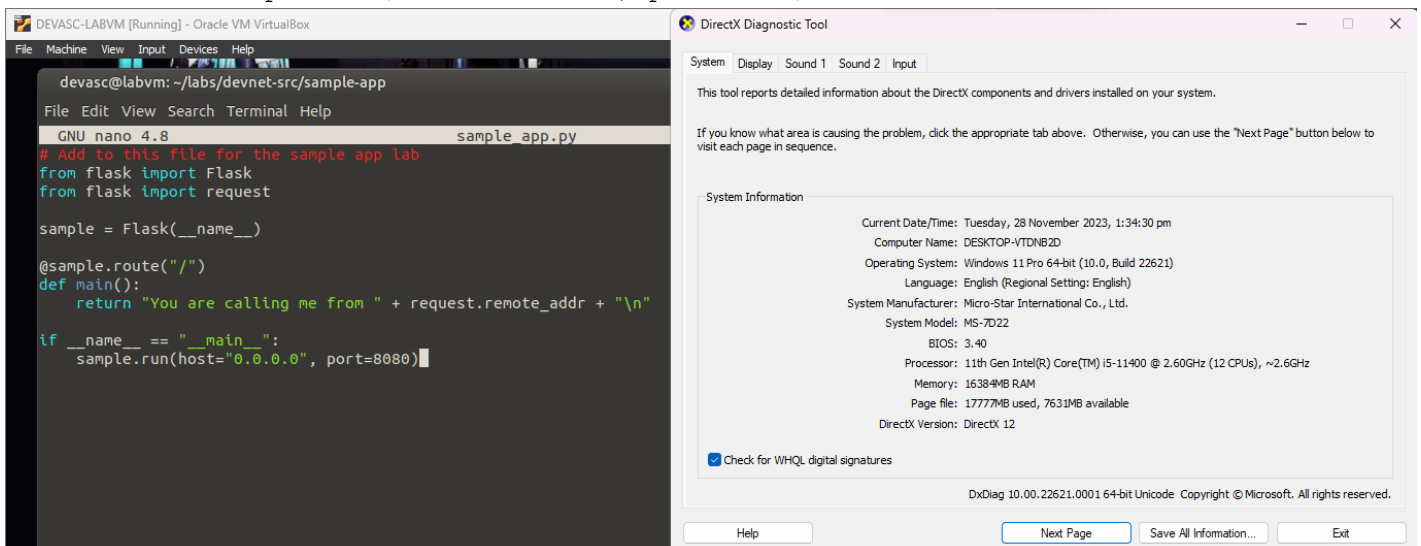 DEVASC-LABVM [Running] - Oracle VM VirtualBox
File Machine View Input Devices Help
devasc@labvm: ~/labs/devnet-src/sample-app
File Edit View Search Terminal Help
GNU nano 4.8 sample_app.py
# Add to this file for the sample app lab
from flask import Flask
from flask import request
sample = Flask(__name__)
@sample.route("/")
def main():
    return "You are calling me from " + request.remote_addr + "\n"
if __name__ == "__main__":
    sample.run(host="0.0.0.0", port=8080)
DirectX Diagnostic Tool
System Display Sound 1 Sound 2 Input
This tool reports detailed information about the DirectX components and drivers installed on your system.
If you know what area is causing the problem, click the appropriate tab above. Otherwise, you can use the "Next Page" button below to
visit each page in sequence.
System Information
Current Date/Time: Tuesday, 28 November 2023, 1:34:30 pm
Computer Name: DESKTOP-VTDNB2D
Operating System: Windows 11 Pro 64-bit (10.0, Build 22621)
Language: English (Regional Setting: English)
System Manufacturer: Micro-Star International Co., Ltd.
System Model: MS-7D22
BIOS: 3.40
Processor: 11th Gen Intel(R) Core(TM) i5-11400 @ 2.60GHz (12 CPUs), ~2.6GHz
Memory: 16384MB RAM
Page file: 17777MB used, 7631MB available
DirectX Version: DirectX 12
Check for WHQL digital signatures
DxDiag 10.00.22621.0001 64-bit Unicode Copyright © Microsoft. All rights reserved.
Help Next Page Save All Information... Exit